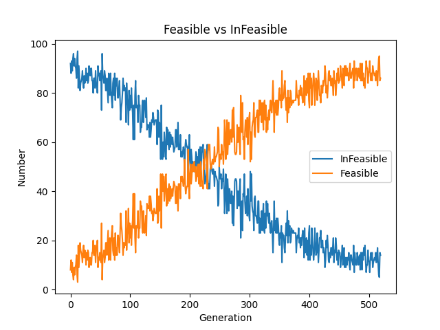 Feasible vs InFeasible
100
80
60
40
20
0
Number
InFeasible
Feasible
0 100 200 300 400 500
Generation